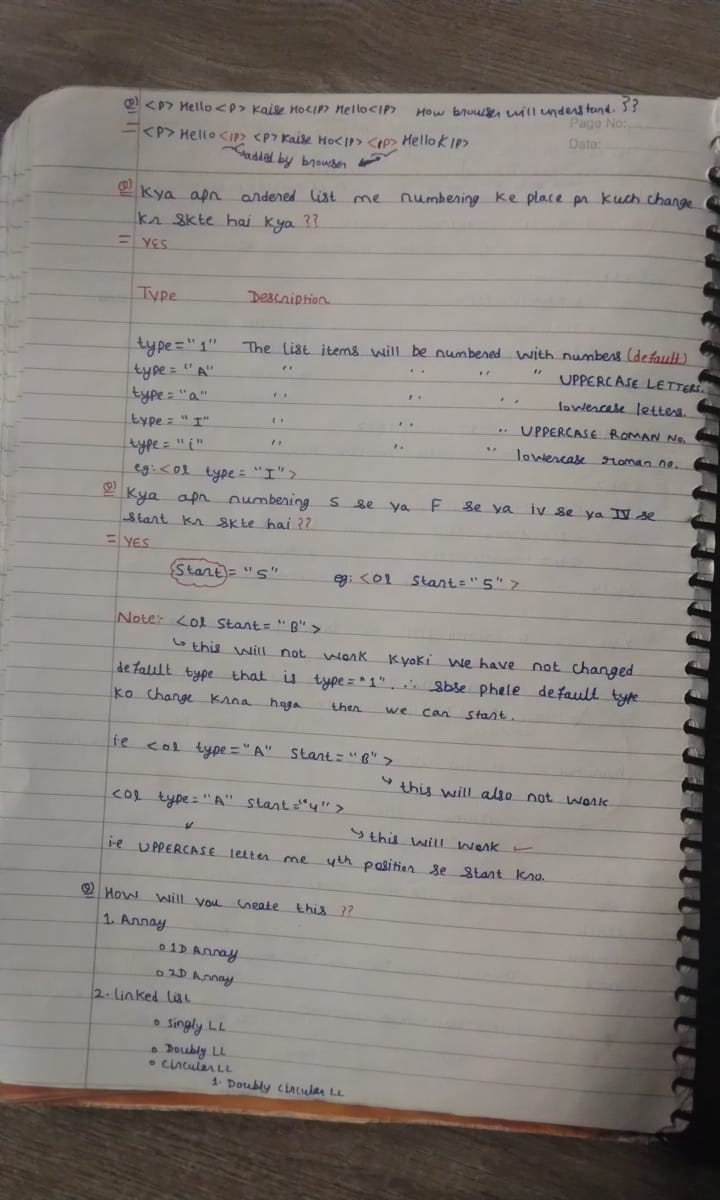 Q) <P> Hello <P> Kaise Ho</P> Hello</P> How browser will understand. ??
Page No:
= <P> Hello </P> <P> Kaise Ho</P> </P> Hello </P>
Date:
added by browser
Q) Kya apn ordered list me numbering ke place pr kuch change
kr skte hai kya ??
= YES
Type Description
type="1" The list items will be numbered with numbers (default)
type = "A" " " " " UPPERCASE LETTERS.
type = "a" " " " lowercase letters.
type = "I" " " " UPPERCASE ROMAN No.
type = "i" " " " lowercase roman no.
eg: <ol type = "I">
Q) Kya apn numbering 5 se ya F se ya iv se ya IV se
start kr skte hai ??
= YES
Start = "5" eg: <ol start="5">
Note:- <ol start= "B">
↳ this will not work kyoki we have not changed
default type that is type="1". ∴ sbse phele default type
ko change krna hoga then we can start.
ie <ol type="A" start="B">
↳ this will also not work
<ol type="A" start="4">
↳ this will work ✓
i.e UPPERCASE letter me 4th position se start kro.
Q) How will you create this ??
1. Array
o 1D Array
o 2D Array
2. linked list
o singly LL
o Doubly LL
o circular LL
1. Doubly circular LL